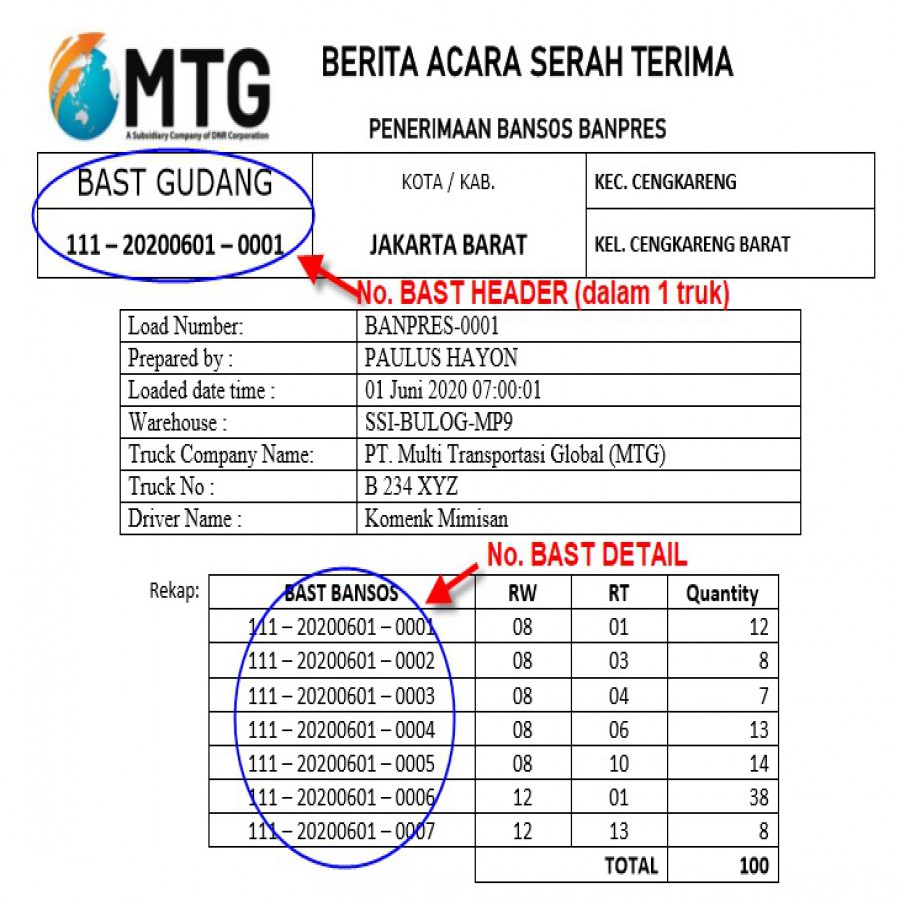 MTG
A Subsidiary Company of DNR Corporation
BERITA ACARA SERAH TERIMA
PENERIMAAN BANSOS BANPRES
BAST GUDANG
KOTA / KAB.
KEC. CENGKARENG
111 – 20200601 – 0001
JAKARTA BARAT
KEL. CENGKARENG BARAT
No. BAST HEADER (dalam 1 truk)
Load Number: BANPRES-0001
Prepared by : PAULUS HAYON
Loaded date time : 01 Juni 2020 07:00:01
Warehouse : SSI-BULOG-MP9
Truck Company Name: PT. Multi Transportasi Global (MTG)
Truck No : B 234 XYZ
Driver Name : Komenk Mimisan
No. BAST DETAIL
Rekap: BAST BANSOS RW RT Quantity
111 – 20200601 – 0001 08 01 12
111 – 20200601 – 0002 08 03 8
111 – 20200601 – 0003 08 04 7
111 – 20200601 – 0004 08 06 13
111 – 20200601 – 0005 08 10 14
111 – 20200601 – 0006 12 01 38
111 – 20200601 – 0007 12 13 8
TOTAL 100